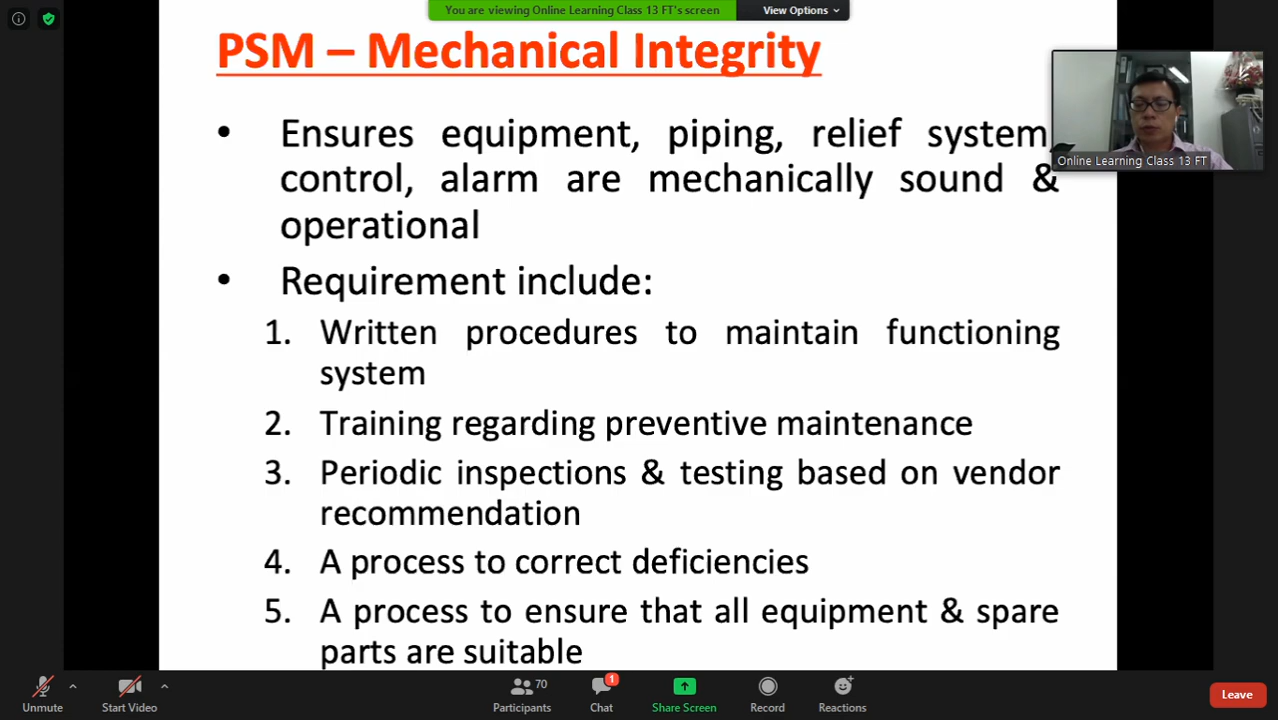 You are viewing Online Learning Class 13 FT's screen
View Options
PSM – Mechanical Integrity
Online Learning Class 13 FT
• Ensures equipment, piping, relief system,
control, alarm are mechanically sound &
operational
• Requirement include:
1. Written procedures to maintain functioning
system
2. Training regarding preventive maintenance
3. Periodic inspections & testing based on vendor
recommendation
4. A process to correct deficiencies
5. A process to ensure that all equipment & spare
parts are suitable
Unmute
Start Video
70
Participants
1
Chat
Share Screen
Record
Reactions
Leave